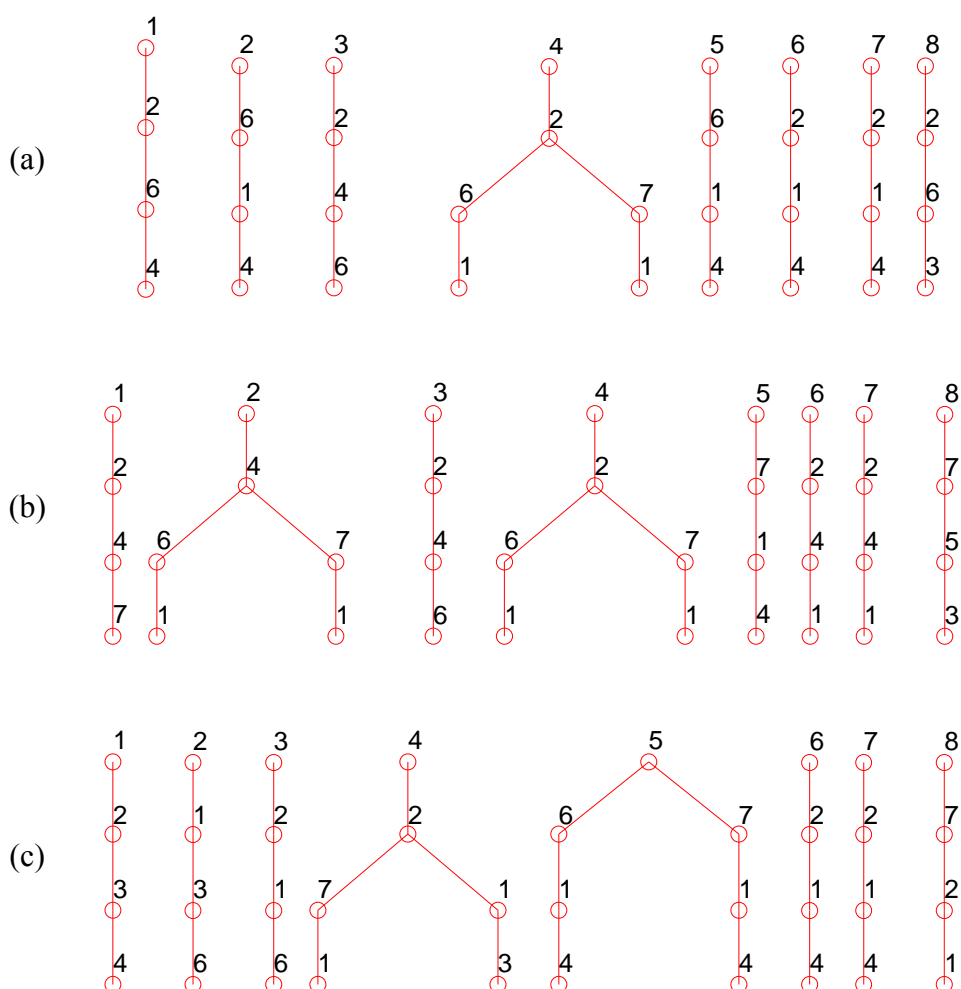 1 2 3 4 5 6 7 8
2 6 2 2 6 2 2 2
(a)
6 1 4 6 7 1 1 1 6
4 4 6 1 1 4 4 4 3
1 2 3 4 5 6 7 8
2 4 2 2 7 2 2 7
(b)
4 6 7 4 6 7 1 4 4 5
7 1 1 6 1 1 4 1 1 3
1 2 3 4 5 6 7 8
2 1 2 2 6 7 2 2 7
(c)
3 3 1 7 1 1 1 1 1 2
4 6 6 1 3 4 4 4 4 1